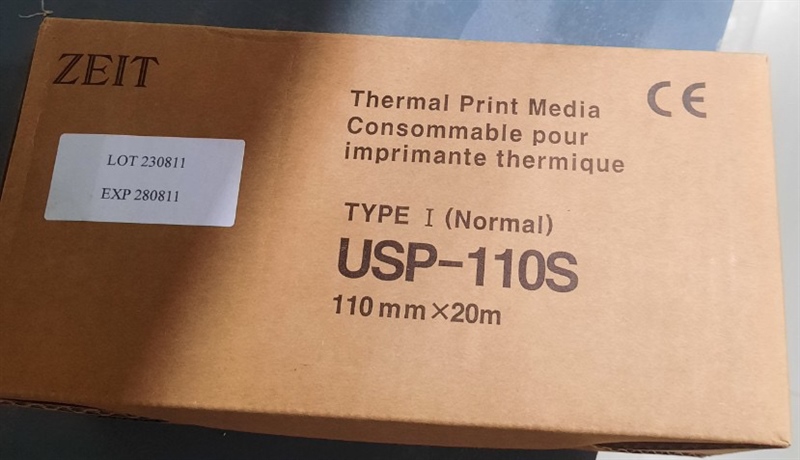 ZEIT
LOT 230811
EXP 280811
Thermal Print Media
Consommable pour
imprimante thermique
CE
TYPE I (Normal)
USP-110S
110 mm×20m